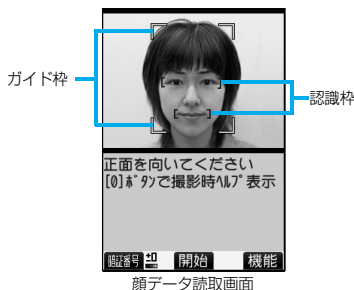 ガイド枠
認識枠
正面を向いてください
[0]ﾎﾞﾀﾝで撮影時ﾍﾙﾌﾟ表示
暗証番号 ±0 開始 機能
顔データ読取画面